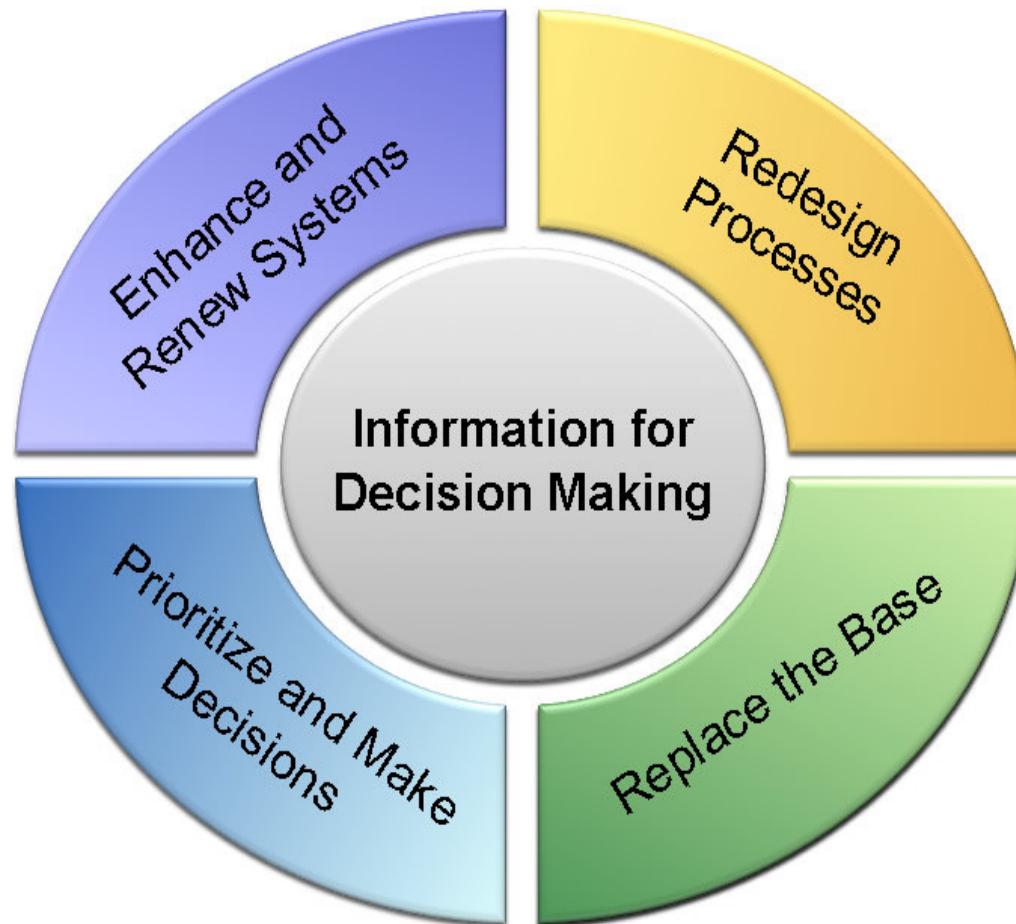 Enhance and
Renew Systems
Redesign
Processes
Information for
Decision Making
Prioritize and Make
Decisions
Replace the Base